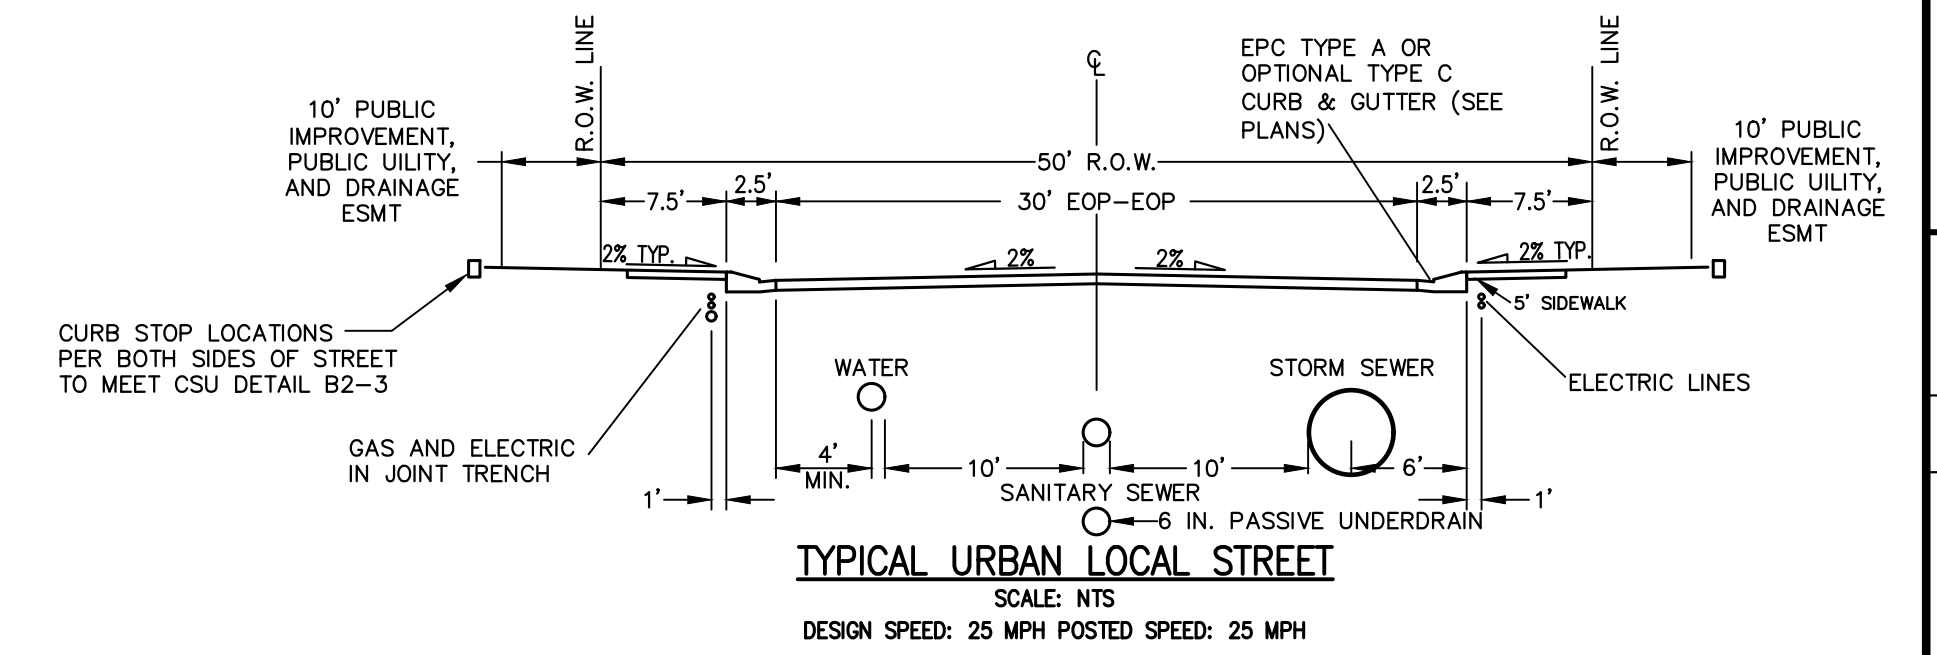 10' PUBLIC
IMPROVEMENT,
PUBLIC UILITY,
AND DRAINAGE
ESMT
R.O.W. LINE
℄
EPC TYPE A OR
OPTIONAL TYPE C
CURB & GUTTER (SEE
PLANS)
R.O.W. LINE
10' PUBLIC
IMPROVEMENT,
PUBLIC UILITY,
AND DRAINAGE
ESMT
50' R.O.W.
7.5'
2.5'
30' EOP-EOP
2.5'
7.5'
2% TYP.
2%
2%
2% TYP.
5' SIDEWALK
CURB STOP LOCATIONS
PER BOTH SIDES OF STREET
TO MEET CSU DETAIL B2-3
WATER
STORM SEWER
ELECTRIC LINES
GAS AND ELECTRIC
IN JOINT TRENCH
4'
MIN.
10'
10'
6'
1'
SANITARY SEWER
1'
6 IN. PASSIVE UNDERDRAIN
TYPICAL URBAN LOCAL STREET
SCALE: NTS
DESIGN SPEED: 25 MPH POSTED SPEED: 25 MPH